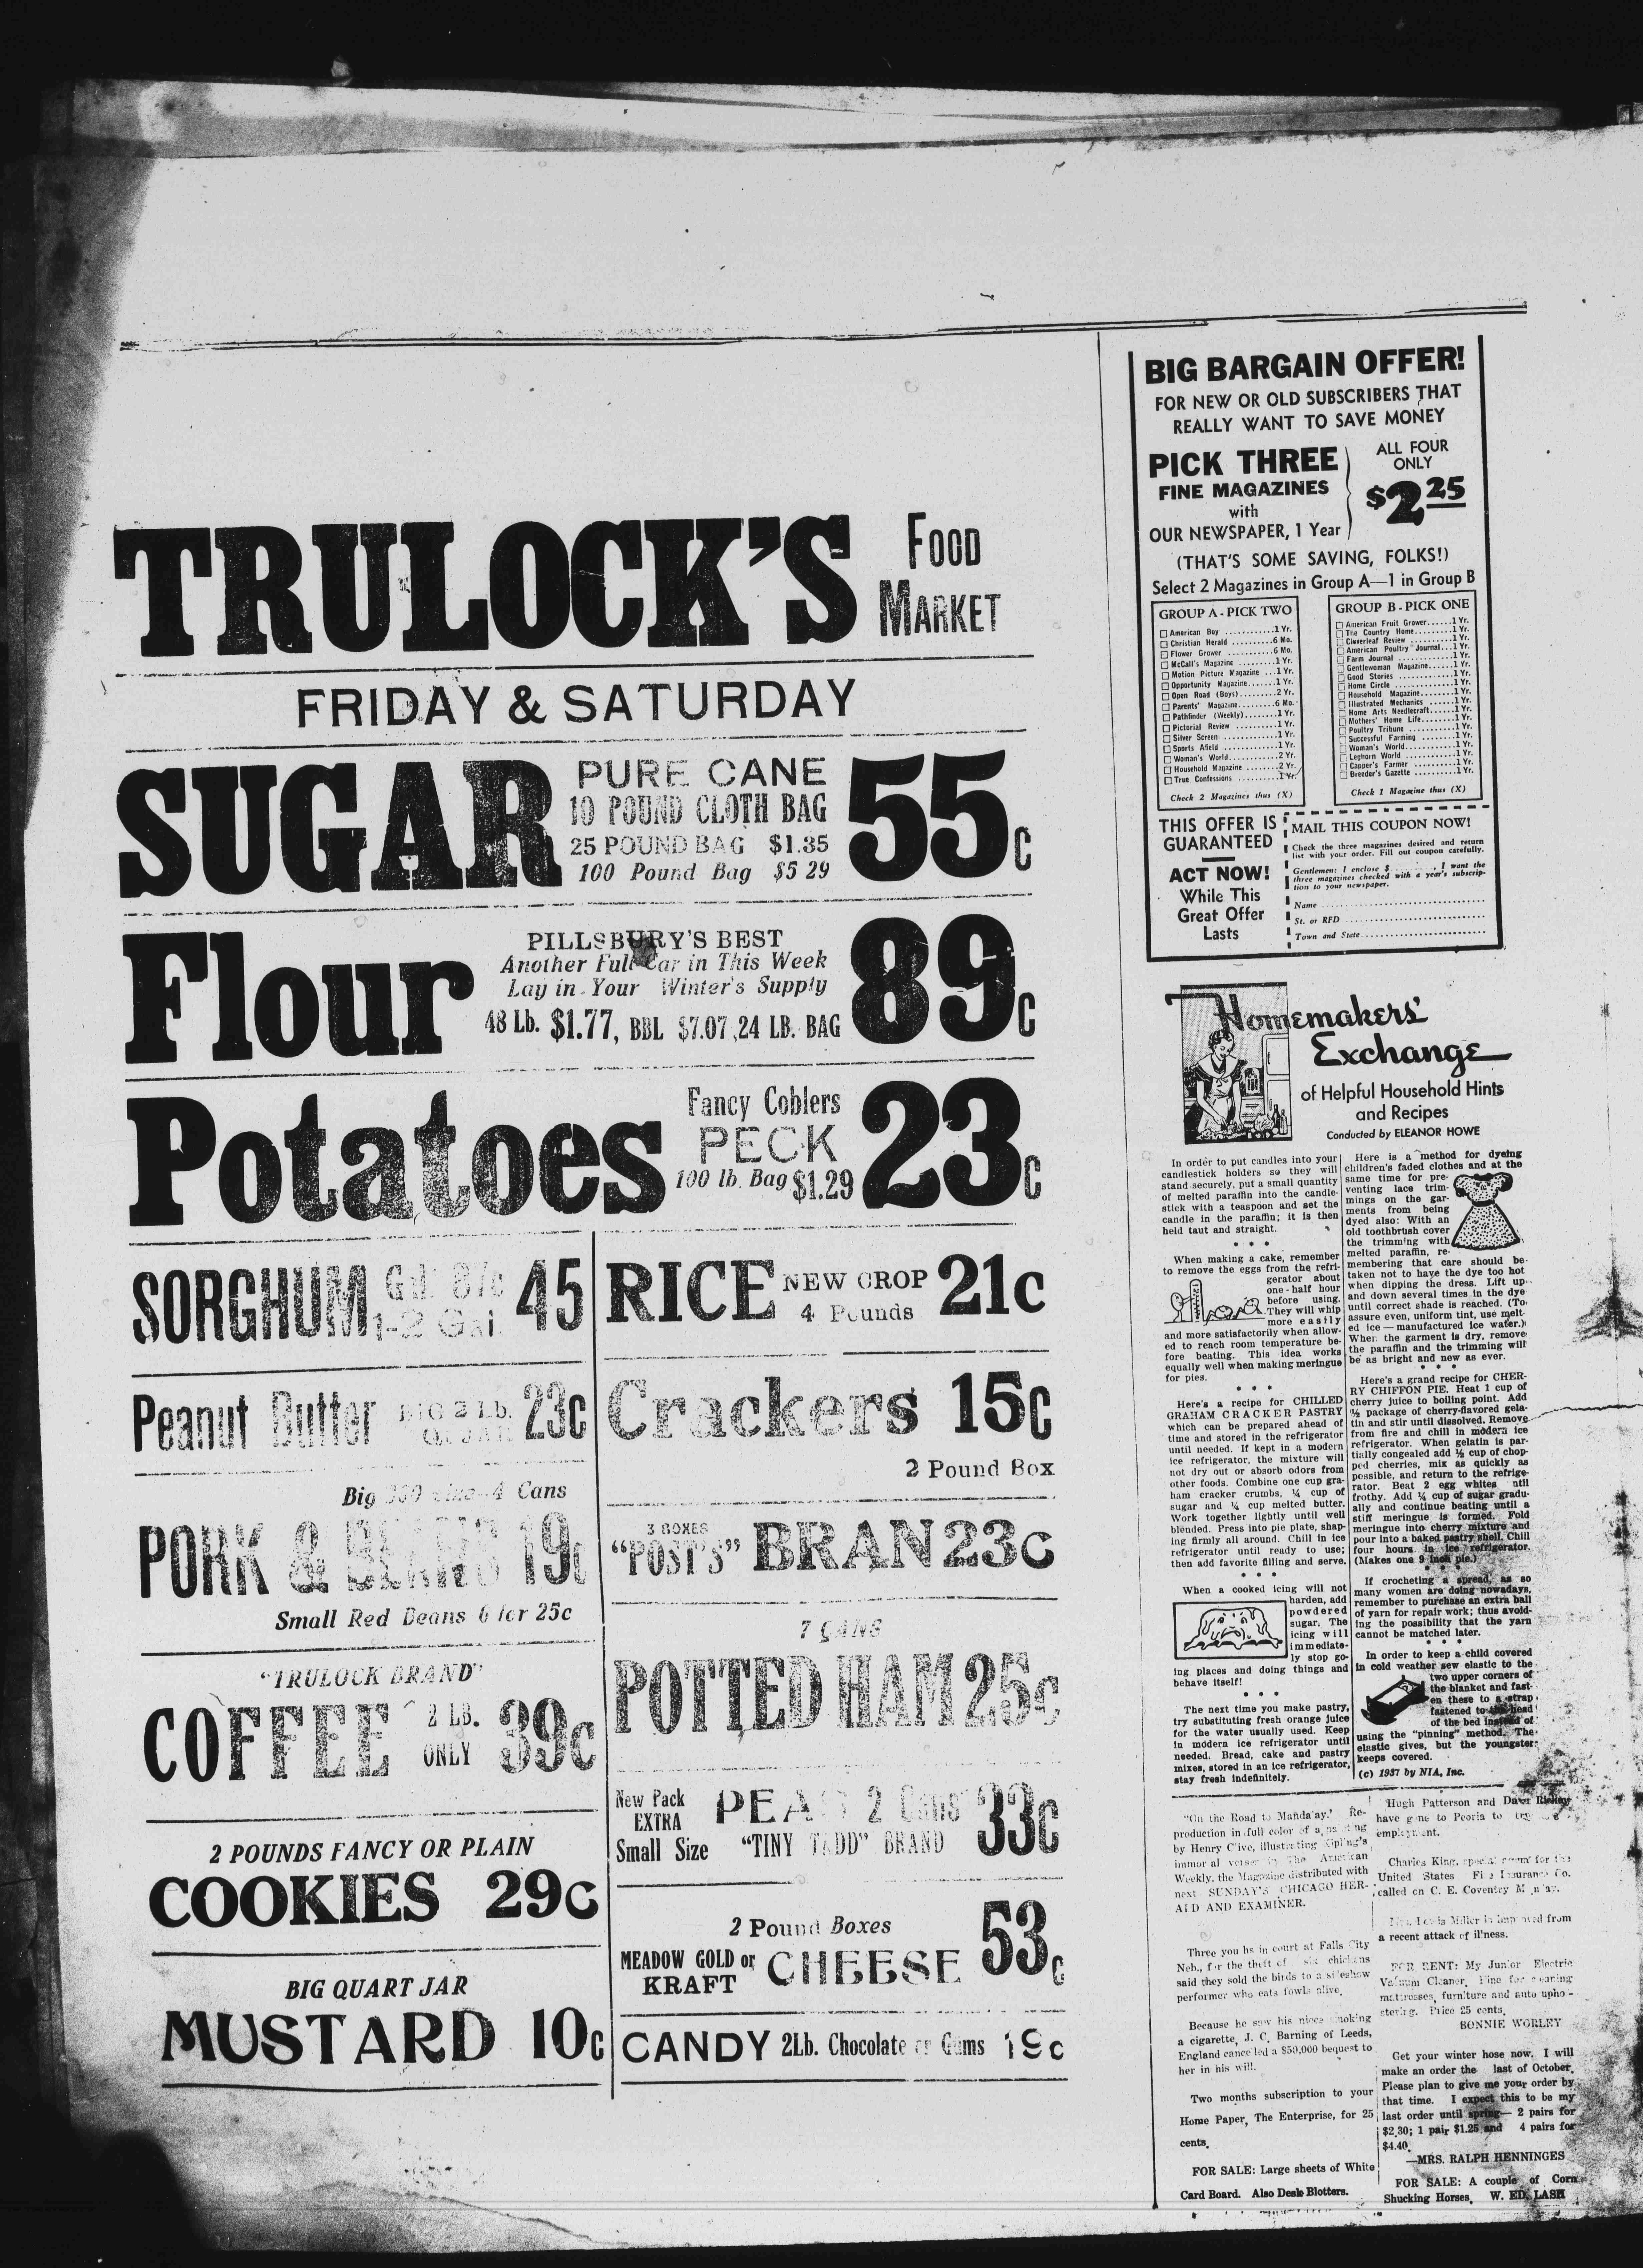 TRULOCK'S
FOOD
MARKET
FRIDAY & SATURDAY
SUGAR
PURE CANE
10 POUND CLOTH BAG
25 POUND BAG $1.35
100 Pound Bag $5 29
55c
Flour
PILLSBURY'S BEST
Another Full Car in This Week
Lay in Your Winter's Supply
48 Lb. $1.77, BBL $7.07, 24 LB. BAG
89c
Potatoes
Fancy Coblers
PECK
100 lb. Bag $1.29
23c
SORGHUM
1-2 Gal.
45
Peanut Butter
BIG 2 Lb.
23c
Big
4 Cans
PORK & BEANS 19c
Small Red Beans 6 for 25c
"TRULOCK BRAND"
COFFEE
2 LB.
ONLY
39c
2 POUNDS FANCY OR PLAIN
COOKIES 29c
BIG QUART JAR
MUSTARD 10c
RICE
NEW CROP
4 Pounds
21c
Crackers 15c
2 Pound Box
3 BOXES
"POST'S" BRAN 23c
7 CANS
POTTED HAM 25c
New Pack
EXTRA
Small Size
PEAS 2 Cans
"TINY TADD" BRAND
33c
2 Pound Boxes
MEADOW GOLD or
KRAFT
CHEESE
53c
CANDY 2Lb. Chocolate or Gums 19c
BIG BARGAIN OFFER!
FOR NEW OR OLD SUBSCRIBERS THAT
REALLY WANT TO SAVE MONEY
PICK THREE
FINE MAGAZINES
with
OUR NEWSPAPER, 1 Year
ALL FOUR
ONLY
$2.25
(THAT'S SOME SAVING, FOLKS!)
Select 2 Magazines in Group A—1 in Group B
GROUP A - PICK TWO
American Boy ............1 Yr.
Christian Herald ..........6 Mo.
Flower Grower ...........6 Mo.
McCall's Magazine .........1 Yr.
Motion Picture Magazine ...1 Yr.
Opportunity Magazine.......1 Yr.
Open Road (Boys).........2 Yr.
Parents' Magazine.........6 Mo.
Pathfinder (Weekly)........1 Yr.
Pictorial Review ..........1 Yr.
Silver Screen ............1 Yr.
Sports Afield ............1 Yr.
Woman's World............2 Yr.
Household Magazine .......2 Yr.
True Confessions ..........1 Yr.
Check 2 Magazines thus (X)
GROUP B - PICK ONE
American Fruit Grower......1 Yr.
The Country Home.........1 Yr.
Cloverleaf Review .........1 Yr.
American Poultry Journal...1 Yr.
Farm Journal ............1 Yr.
Gentlewoman Magazine.....1 Yr.
Good Stories ............1 Yr.
Home Circle .............1 Yr.
Household Magazine........1 Yr.
Illustrated Mechanics ......1 Yr.
Home Arts Needlecraft......1 Yr.
Mothers' Home Life........1 Yr.
Poultry Tribune ...........1 Yr.
Successful Farming ........1 Yr.
Woman's World............1 Yr.
Leghorn World ............1 Yr.
Capper's Farmer ..........1 Yr.
Breeder's Gazette .........1 Yr.
Check 1 Magazine thus (X)
THIS OFFER IS
GUARANTEED
ACT NOW!
While This
Great Offer
Lasts
MAIL THIS COUPON NOW!
Check the three magazines desired and return
list with your order. Fill out coupon carefully.
Gentlemen: I enclose $.......... I want the
three magazines checked with a year's subscrip-
tion to your newspaper.
Name
St. or RFD
Town and State
Homemakers'
Exchange
of Helpful Household Hints
and Recipes
Conducted by ELEANOR HOWE
In order to put candles into your
candlestick holders so they will
stand securely, put a small quantity
of melted paraffin into the candle-
stick with a teaspoon and set the
candle in the paraffin; it is then
held taut and straight.
When making a cake, remember
to remove the eggs from the refri-
gerator about
one-half hour
before using.
They will whip
more easily
and more satisfactorily when allow-
ed to reach room temperature be-
fore beating. This idea works
equally well when making meringue
for pies.
Here's a recipe for CHILLED
GRAHAM CRACKER PASTRY
which can be prepared ahead of
time and stored in the refrigerator
until needed. If kept in a modern
ice refrigerator, the mixture will
not dry out or absorb odors from
other foods. Combine one cup gra-
ham cracker crumbs, ¼ cup of
sugar and ¼ cup melted butter.
Work together lightly until well
blended. Press into pie plate, shap-
ing firmly all around. Chill in ice
refrigerator until ready to use;
then add favorite filling and serve.
When a cooked icing will not
harden, add
powdered
sugar. The
icing will
immediate-
ly stop go-
ing places and doing things and
behave itself!
The next time you make pastry,
try substituting fresh orange juice
for the water usually used. Keep
in modern ice refrigerator until
needed. Bread, cake and pastry
mixes, stored in an ice refrigerator,
stay fresh indefinitely.
Here is a method for dyeing
children's faded clothes and at the
same time for pre-
venting lace trim-
mings on the gar-
ments from being
dyed also: With an
old toothbrush cover
the trimming with
melted paraffin, re-
membering that care should be
taken not to have the dye too hot
when dipping the dress. Lift up
and down several times in the dye
until correct shade is reached. (To
assure even, uniform tint, use melt-
ed ice — manufactured ice water.)
When the garment is dry, remove
the paraffin and the trimming will
be as bright and new as ever.
Here's a grand recipe for CHER-
RY CHIFFON PIE. Heat 1 cup of
cherry juice to boiling point. Add
½ package of cherry-flavored gela-
tin and stir until dissolved. Remove
from fire and chill in modern ice
refrigerator. When gelatin is par-
tially congealed add ½ cup of chop-
ped cherries, mix as quickly as
possible, and return to the refrige-
rator. Beat 2 egg whites ntil
frothy. Add ¼ cup of sugar gradu-
ally and continue beating until a
stiff meringue is formed. Fold
meringue into cherry mixture and
pour into a baked pastry shell. Chill
four hours in ice refrigerator.
(Makes one 9 inch pie.)
If crocheting a spread, as so
many women are doing nowadays,
remember to purchase an extra ball
of yarn for repair work; thus avoid-
ing the possibility that the yarn
cannot be matched later.
In order to keep a child covered
in cold weather sew elastic to the
two upper corners of
the blanket and fast-
en these to a strap
fastened to the head
of the bed instead of
using the "pinning" method. The
elastic gives, but the youngster
keeps covered.
(c) 1937 by NIA, Inc.
"On the Road to Mandalay.' Re-
production in full color of a painting
by Henry Clive, illustrating Kipling's
immortal verses in The American
Weekly, the Magazine distributed with
next SUNDAY'S CHICAGO HER-
ALD AND EXAMINER.
Three youths in court at Falls City
Neb., for the theft of six chickens
said they sold the birds to a sideshow
performer who eats fowls alive.
Because he saw his niece smoking
a cigarette, J. C. Barning of Leeds,
England cancelled a $50,000 bequest to
her in his will.
Two months subscription to your
Home Paper, The Enterprise, for 25
cents.
FOR SALE: Large sheets of White
Card Board. Also Desk Blotters.
Hugh Patterson and Dave
have gone to Peoria to
employment.
Charles King, special agent for the
United States Fire Insurance Co.
called on C. E. Coventry Monday.
Mrs. Lewis Miller is improved from
a recent attack of illness.
FOR RENT: My Junior Electric
Vacuum Cleaner. Fine for cleaning
mattresses, furniture and auto upho-
stering. Price 25 cents.
BONNIE WORLEY
Get your winter hose now. I will
make an order the last of October.
Please plan to give me your order by
that time. I expect this to be my
last order until spring— 2 pairs for
$2.30; 1 pair $1.25 and 4 pairs for
$4.40.
—MRS. RALPH HENNINGES
FOR SALE: A couple of Corn
Shucking Horses. W. ED. LASH